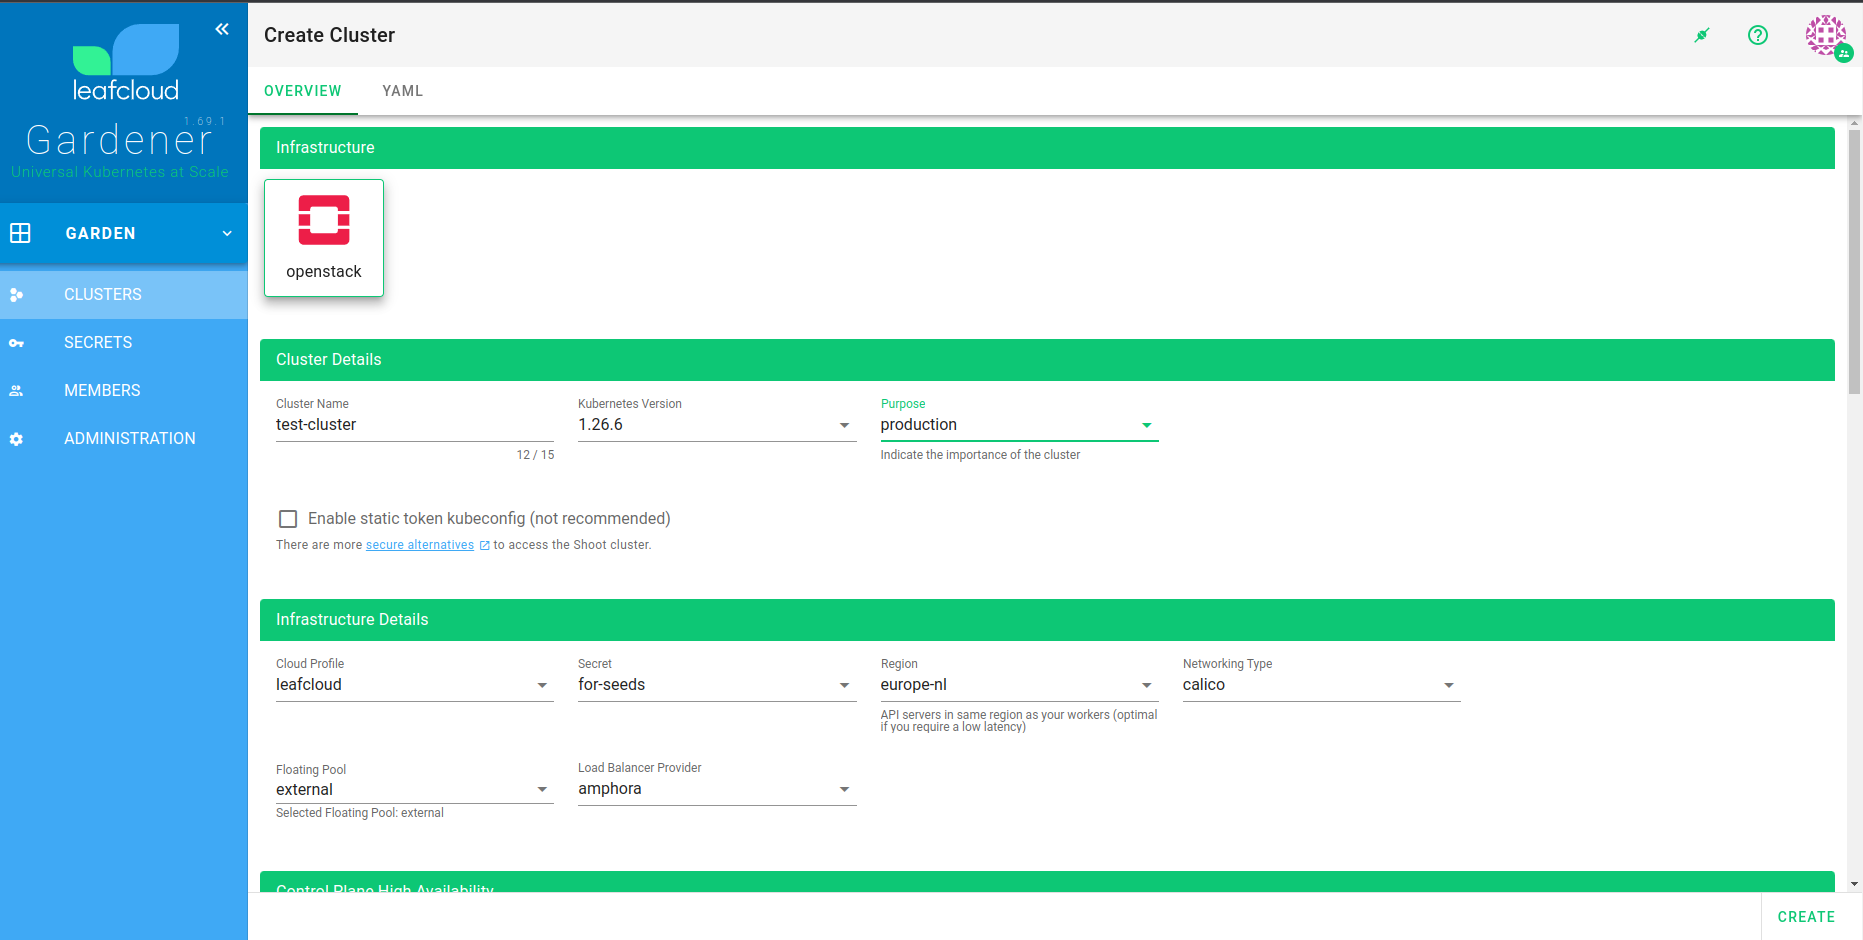 leafcloud
1.69.1
Gardener
Universal Kubernetes at Scale
GARDEN
CLUSTERS
SECRETS
MEMBERS
ADMINISTRATION
Create Cluster
OVERVIEW YAML
Infrastructure
openstack
Cluster Details
Cluster Name Kubernetes Version Purpose
test-cluster 1.26.6 production
12 / 15 Indicate the importance of the cluster
Enable static token kubeconfig (not recommended)
There are more secure alternatives to access the Shoot cluster.
Infrastructure Details
Cloud Profile Secret Region Networking Type
leafcloud for-seeds europe-nl calico
API servers in same region as your workers (optimal
if you require a low latency)
Floating Pool Load Balancer Provider
external amphora
Selected Floating Pool: external
Control Plane High Availability
CREATE